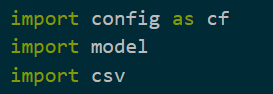 import config as cf
import model
import csv